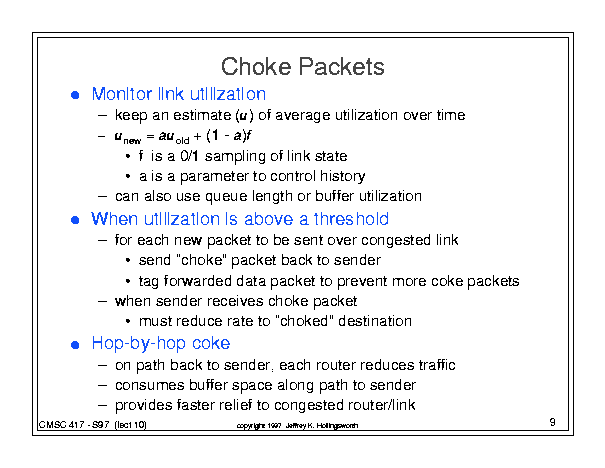 Choke Packets
● Monitor link utilization
– keep an estimate (u) of average utilization over time
– u new = au old + (1 - a)f
• f is a 0/1 sampling of link state
• a is a parameter to control history
– can also use queue length or buffer utilization
● When utilization is above a threshold
– for each new packet to be sent over congested link
• send "choke" packet back to sender
• tag forwarded data packet to prevent more coke packets
– when sender receives choke packet
• must reduce rate to "choked" destination
● Hop-by-hop coke
– on path back to sender, each router reduces traffic
– consumes buffer space along path to sender
– provides faster relief to congested router/link
CMSC 417 - S97 (lect 10)
copyright 1997 Jeffrey K. Hollingsworth
9